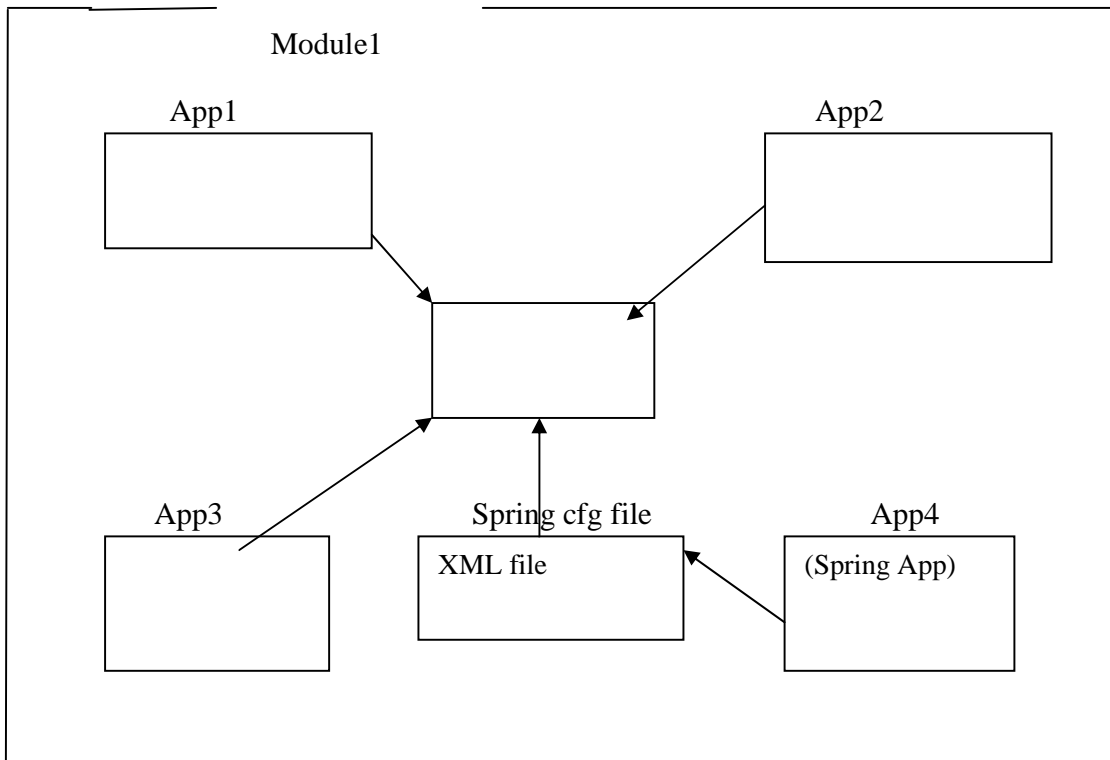 Module1
App1
App2
App3
Spring cfg file
App4
XML file
(Spring App)